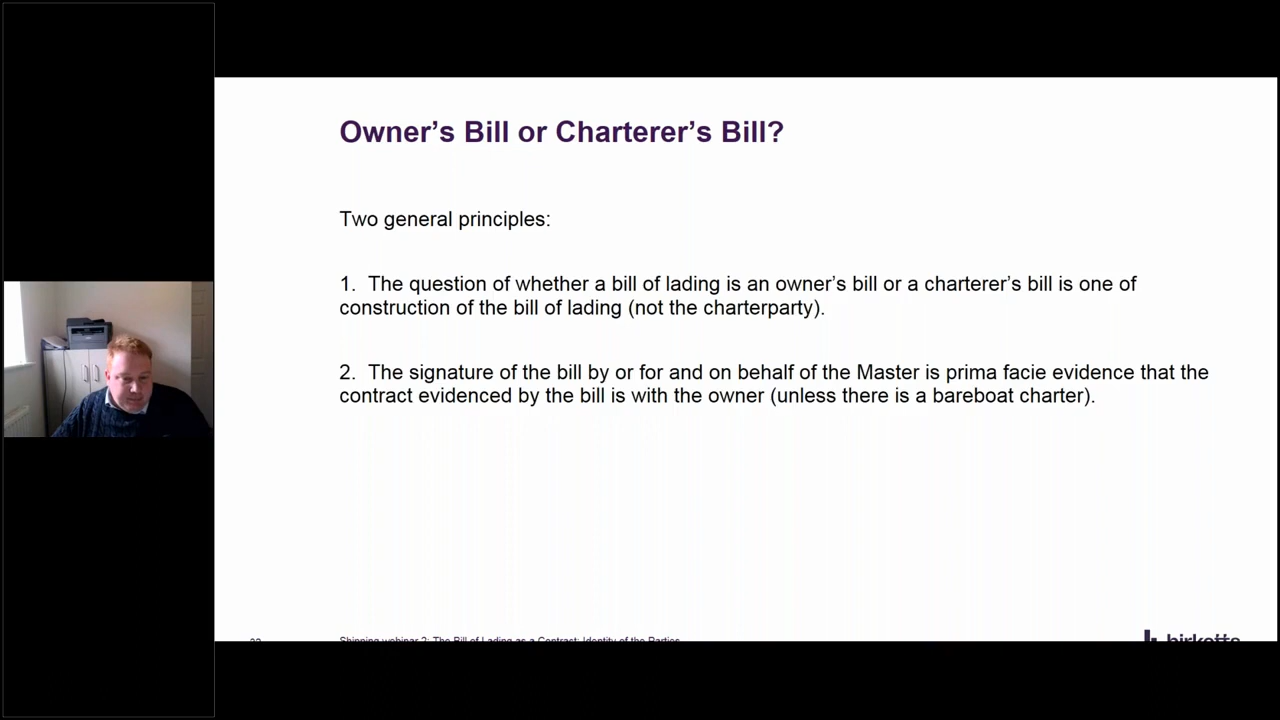 Owner’s Bill or Charterer’s Bill?
Two general principles:
1. The question of whether a bill of lading is an owner’s bill or a charterer’s bill is one of
construction of the bill of lading (not the charterparty).
2. The signature of the bill by or for and on behalf of the Master is prima facie evidence that the
contract evidenced by the bill is with the owner (unless there is a bareboat charter).
Shipping webinar 2: The Bill of Lading as a Contract: Identity of the Parties
birketts